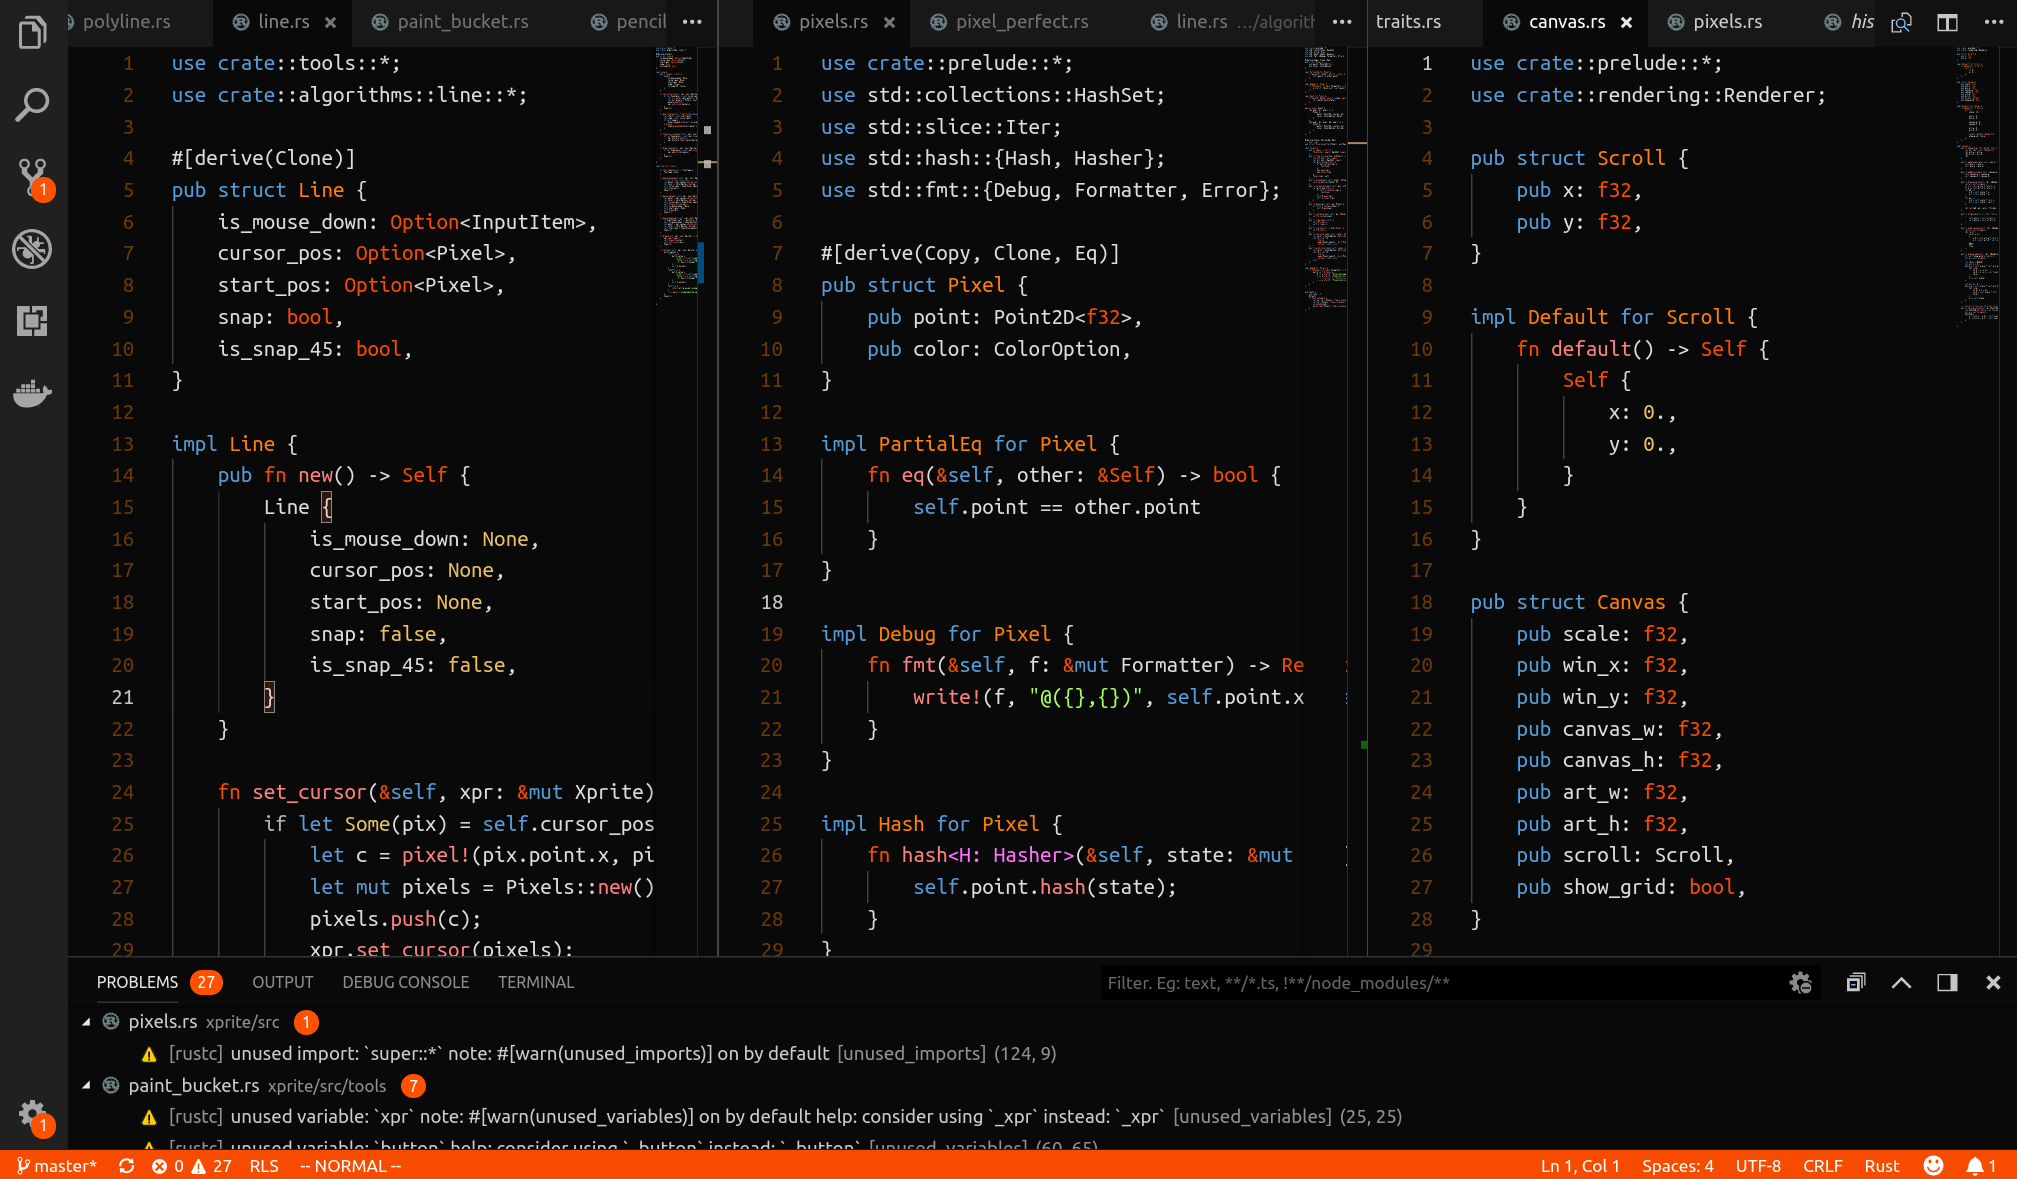 polyline.rs
line.rs
paint_bucket.rs
pencil
pixels.rs
pixel_perfect.rs
line.rs …/algorith
traits.rs
canvas.rs
pixels.rs
his
1
1
1 use crate::tools::*;
2 use crate::algorithms::line::*;
3
4 #[derive(Clone)]
5 pub struct Line {
6 is_mouse_down: Option<InputItem>,
7 cursor_pos: Option<Pixel>,
8 start_pos: Option<Pixel>,
9 snap: bool,
10 is_snap_45: bool,
11 }
12
13 impl Line {
14 pub fn new() -> Self {
15 Line {
16 is_mouse_down: None,
17 cursor_pos: None,
18 start_pos: None,
19 snap: false,
20 is_snap_45: false,
21 }
22 }
23
24 fn set_cursor(&self, xpr: &mut Xprite)
25 if let Some(pix) = self.cursor_pos
26 let c = pixel!(pix.point.x, pi
27 let mut pixels = Pixels::new()
28 pixels.push(c);
29 xpr.set_cursor(pixels);
1 use crate::prelude::*;
2 use std::collections::HashSet;
3 use std::slice::Iter;
4 use std::hash::{Hash, Hasher};
5 use std::fmt::{Debug, Formatter, Error};
6
7 #[derive(Copy, Clone, Eq)]
8 pub struct Pixel {
9 pub point: Point2D<f32>,
10 pub color: ColorOption,
11 }
12
13 impl PartialEq for Pixel {
14 fn eq(&self, other: &Self) -> bool {
15 self.point == other.point
16 }
17 }
18
19 impl Debug for Pixel {
20 fn fmt(&self, f: &mut Formatter) -> Re
21 write!(f, "@({},{})", self.point.x
22 }
23 }
24
25 impl Hash for Pixel {
26 fn hash<H: Hasher>(&self, state: &mut
27 self.point.hash(state);
28 }
29 }
1 use crate::prelude::*;
2 use crate::rendering::Renderer;
3
4 pub struct Scroll {
5 pub x: f32,
6 pub y: f32,
7 }
8
9 impl Default for Scroll {
10 fn default() -> Self {
11 Self {
12 x: 0.,
13 y: 0.,
14 }
15 }
16 }
17
18 pub struct Canvas {
19 pub scale: f32,
20 pub win_x: f32,
21 pub win_y: f32,
22 pub canvas_w: f32,
23 pub canvas_h: f32,
24 pub art_w: f32,
25 pub art_h: f32,
26 pub scroll: Scroll,
27 pub show_grid: bool,
28 }
29
PROBLEMS 27 OUTPUT DEBUG CONSOLE TERMINAL
Filter. Eg: text, **/*.ts, !**/node_modules/**
pixels.rs xprite/src 1
[rustc] unused import: `super::*` note: #[warn(unused_imports)] on by default [unused_imports] (124, 9)
paint_bucket.rs xprite/src/tools 7
[rustc] unused variable: `xpr` note: #[warn(unused_variables)] on by default help: consider using `_xpr` instead: `_xpr` [unused_variables] (25, 25)
[rustc] unused variable: `button` help: consider using `_button` instead: `_button` [unused_variables] (60, 65)
master* 0 27 RLS -- NORMAL --
Ln 1, Col 1 Spaces: 4 UTF-8 CRLF Rust 1